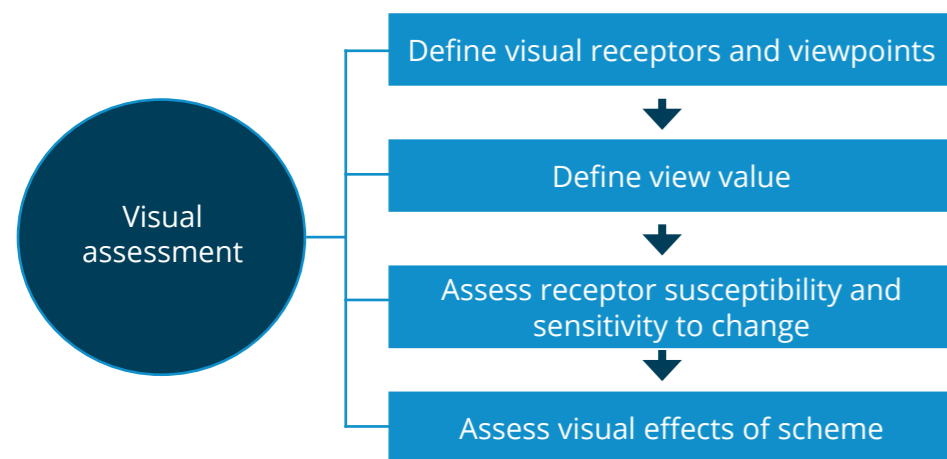 Define visual receptors and viewpoints
Define view value
Visual
assessment
Assess receptor susceptibility and
sensitivity to change
Assess visual effects of scheme